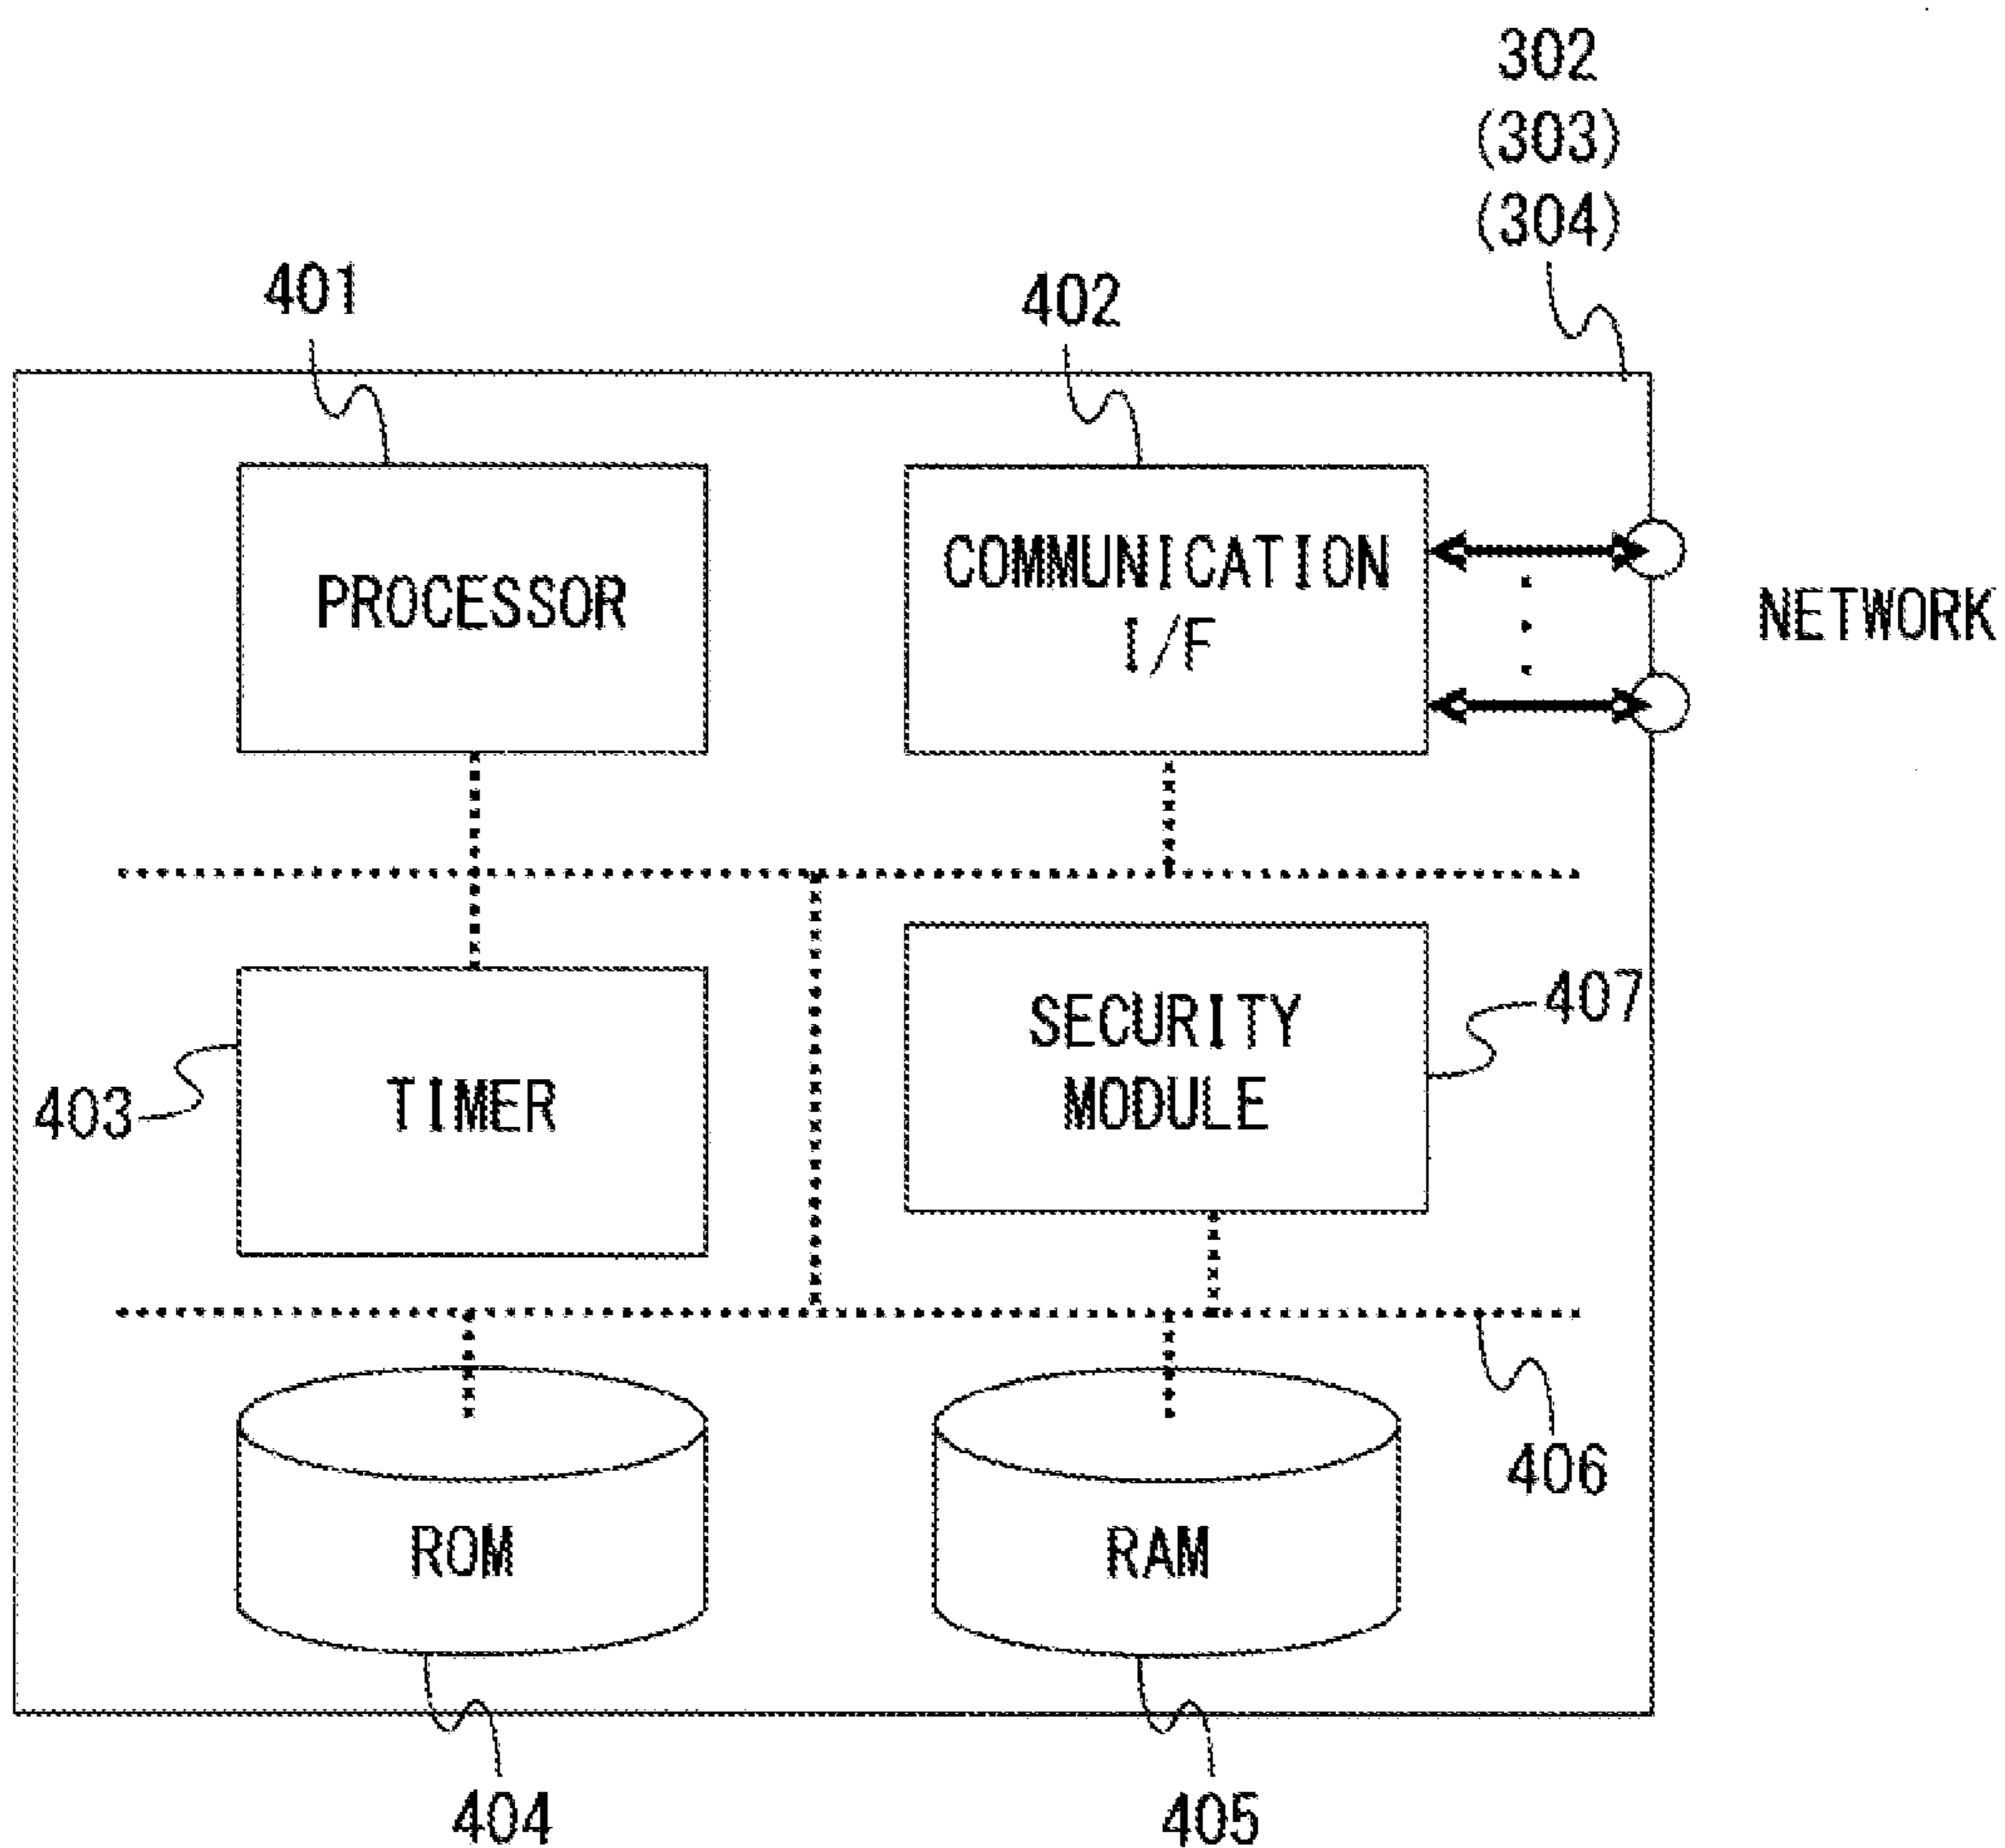 302
(303)
(304)
401
402
PROCESSOR
COMMUNICATION
I/F
NETWORK
403
TIMER
SECURITY
MODULE
407
406
ROM
RAM
404
405